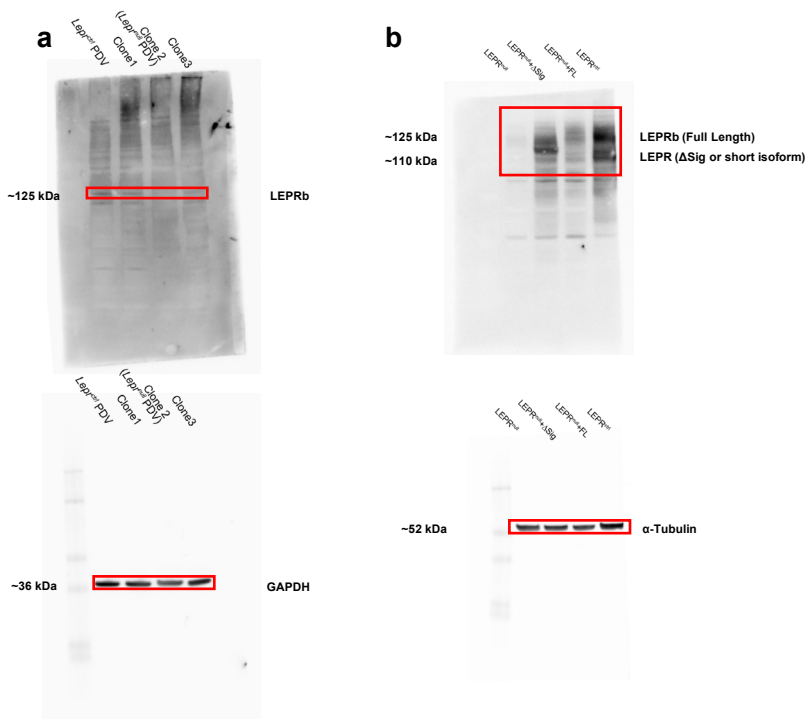 a
Lepr^ctrl PDV
Clone1
Clone 2
(Lepr^null PDV)
Clone3
~125 kDa
LEPRb
Lepr^ctrl PDV
Clone1
Clone 2
(Lepr^null PDV)
Clone3
~36 kDa
GAPDH
b
LEPR^null
LEPR^null+ΔSig
LEPR^null+FL
LEPR^ctrl
~125 kDa
LEPRb (Full Length)
~110 kDa
LEPR (ΔSig or short isoform)
LEPR^null
LEPR^null+ΔSig
LEPR^null+FL
LEPR^ctrl
~52 kDa
α-Tubulin